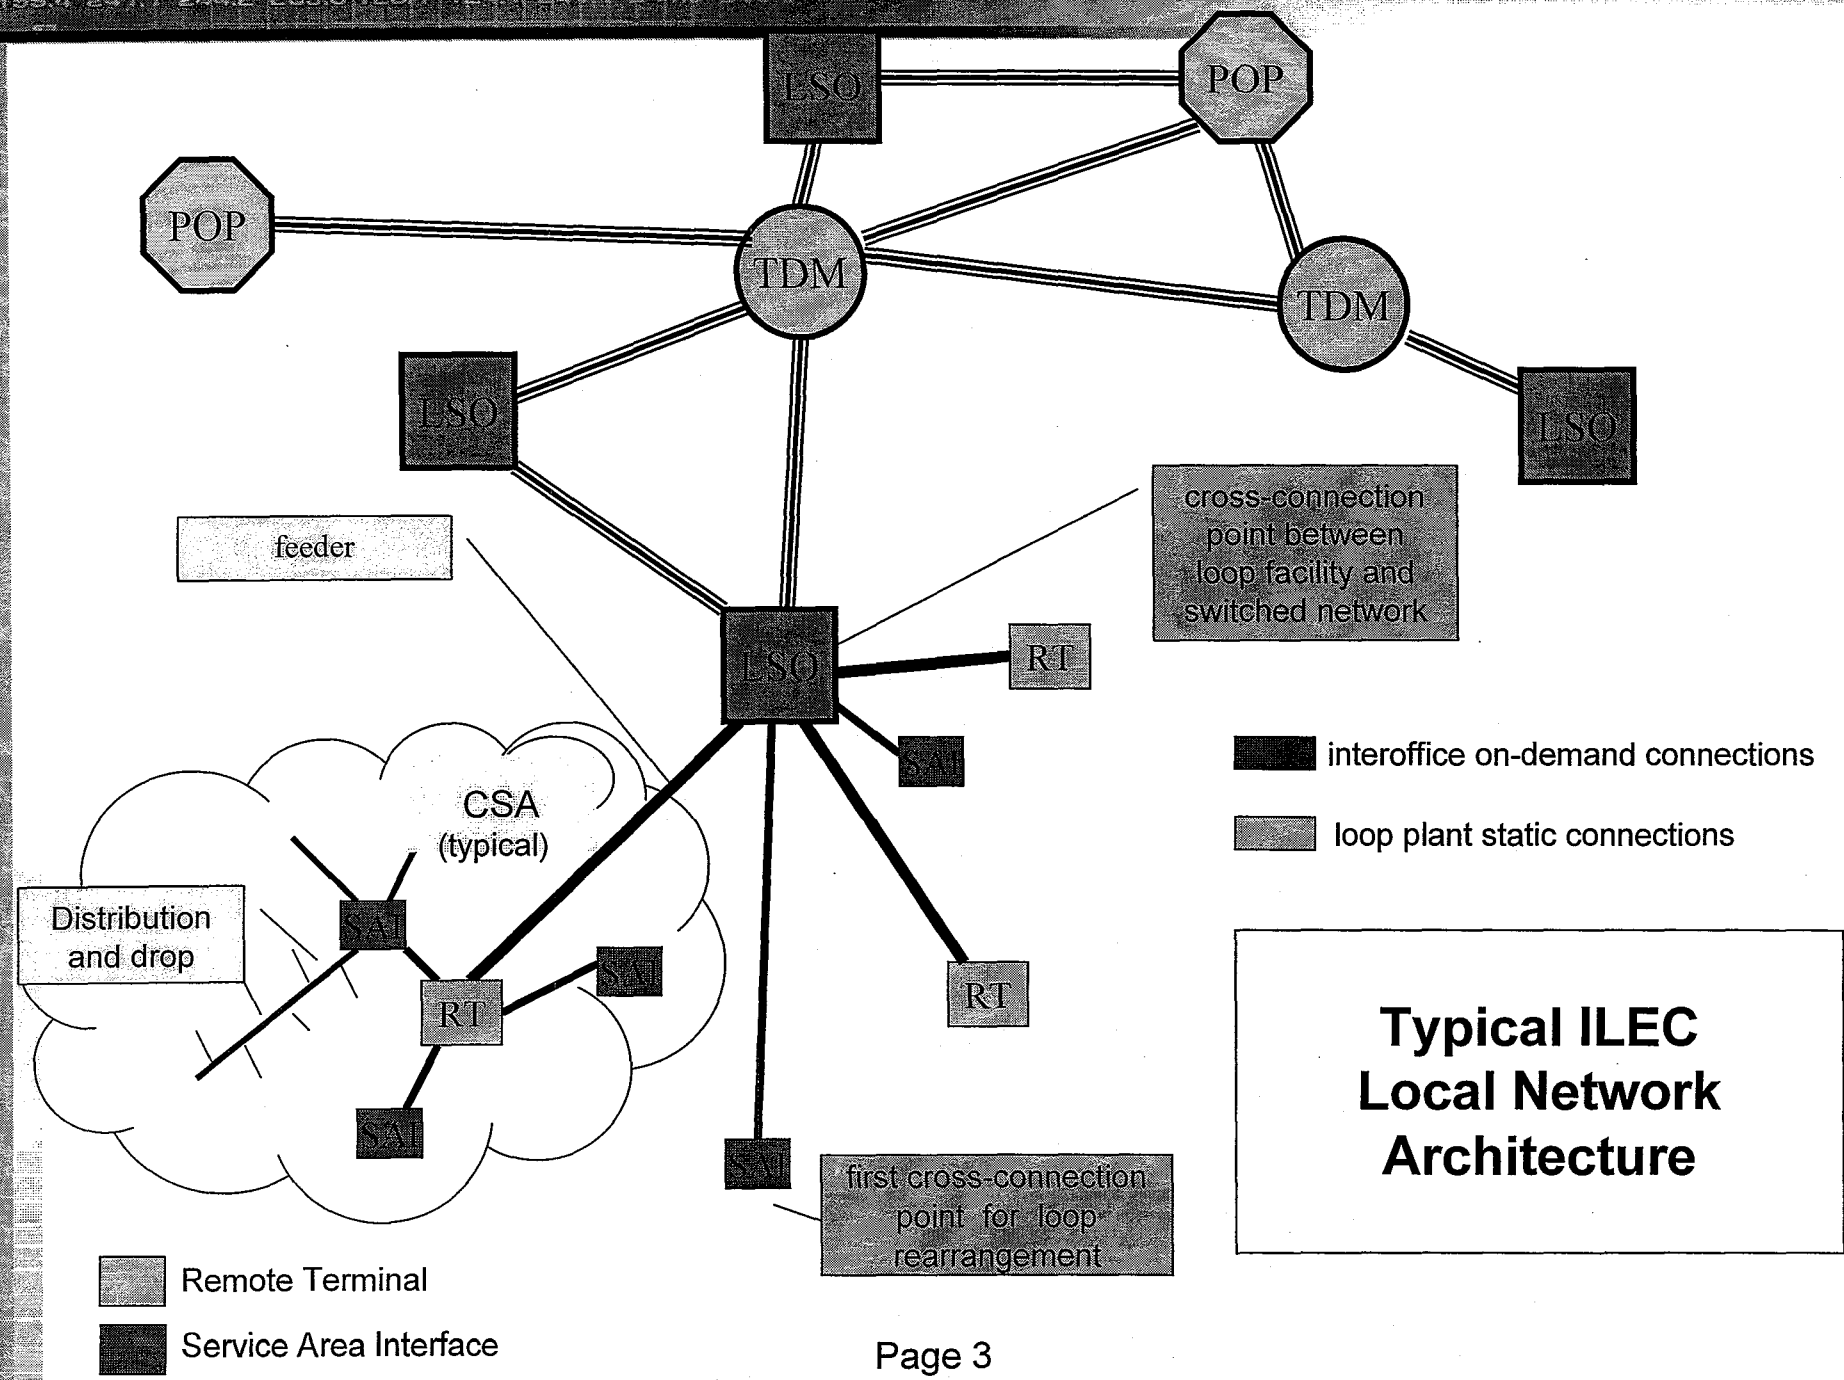 LSO
POP
POP
TDM
TDM
LSO
LSO
feeder
cross-connection
point between
loop facility and
switched network
LSO
RT
SAI
interoffice on-demand connections
CSA
(typical)
loop plant static connections
Distribution
and drop
SAI
SAI
RT
RT
Typical ILEC
Local Network
Architecture
SAI
SAI
first cross-connection
point for loop
rearrangement
Remote Terminal
Service Area Interface
Page 3